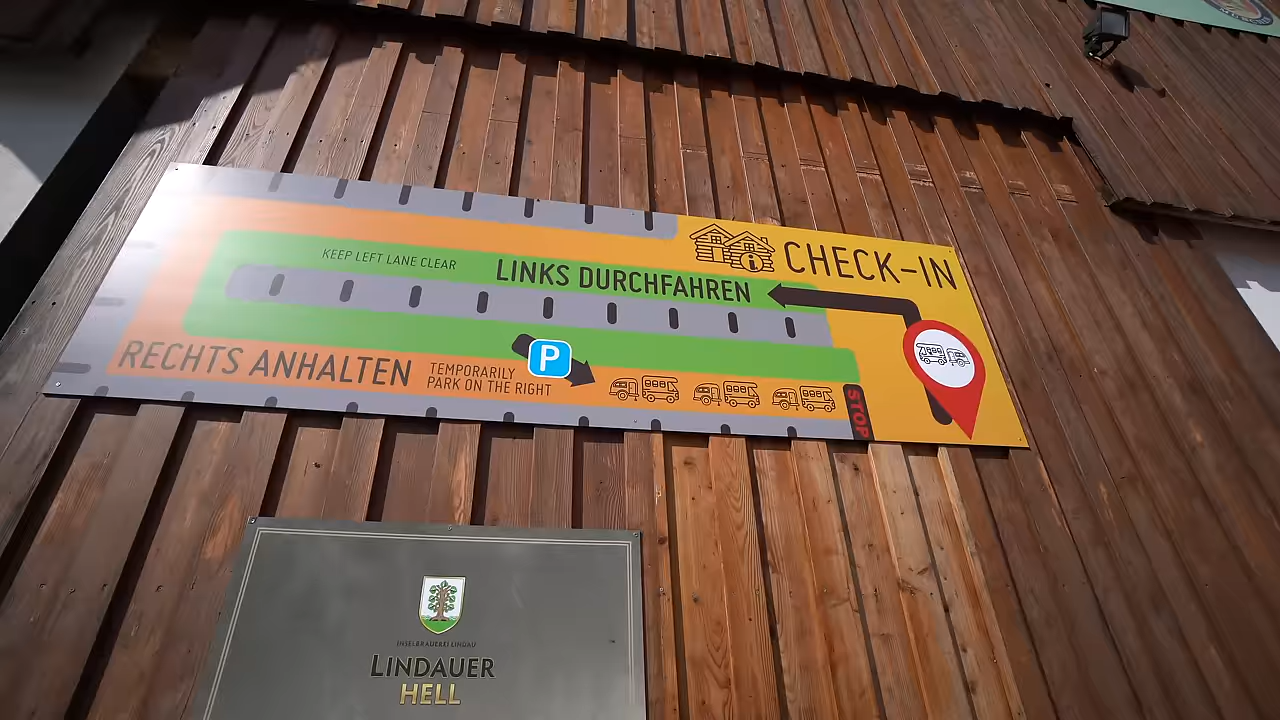 CHECK-IN
KEEP LEFT LANE CLEAR
LINKS DURCHFAHREN
RECHTS ANHALTEN
TEMPORARILY
PARK ON THE RIGHT
P
STOP
INSELBRAUEREI LINDAU
LINDAUER
HELL